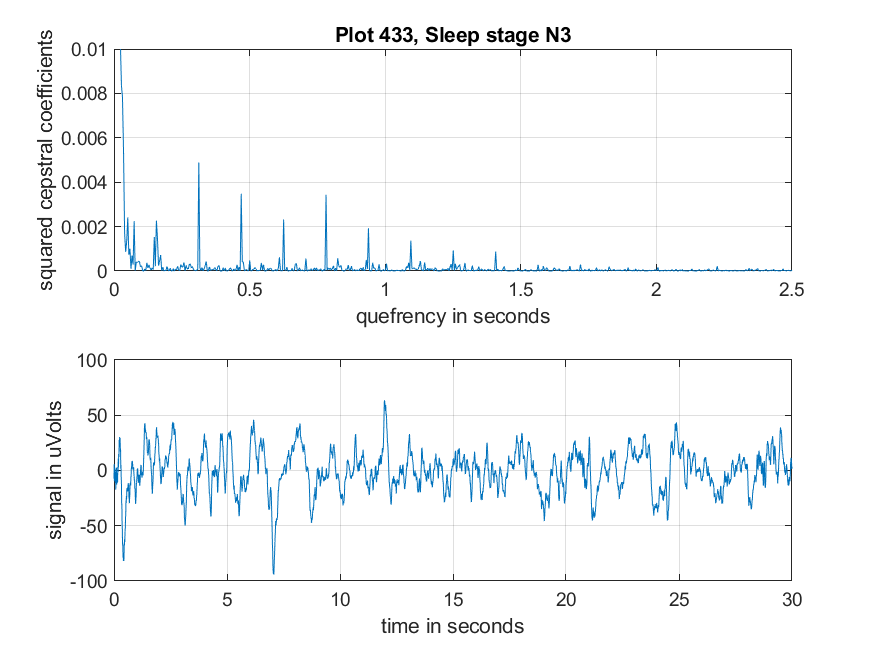 Plot 433, Sleep stage N3
squared cepstral coefficients
0.01
0.008
0.006
0.004
0.002
0
0 0.5 1 1.5 2 2.5
quefrency in seconds
signal in uVolts
100
50
0
-50
-100
0 5 10 15 20 25 30
time in seconds